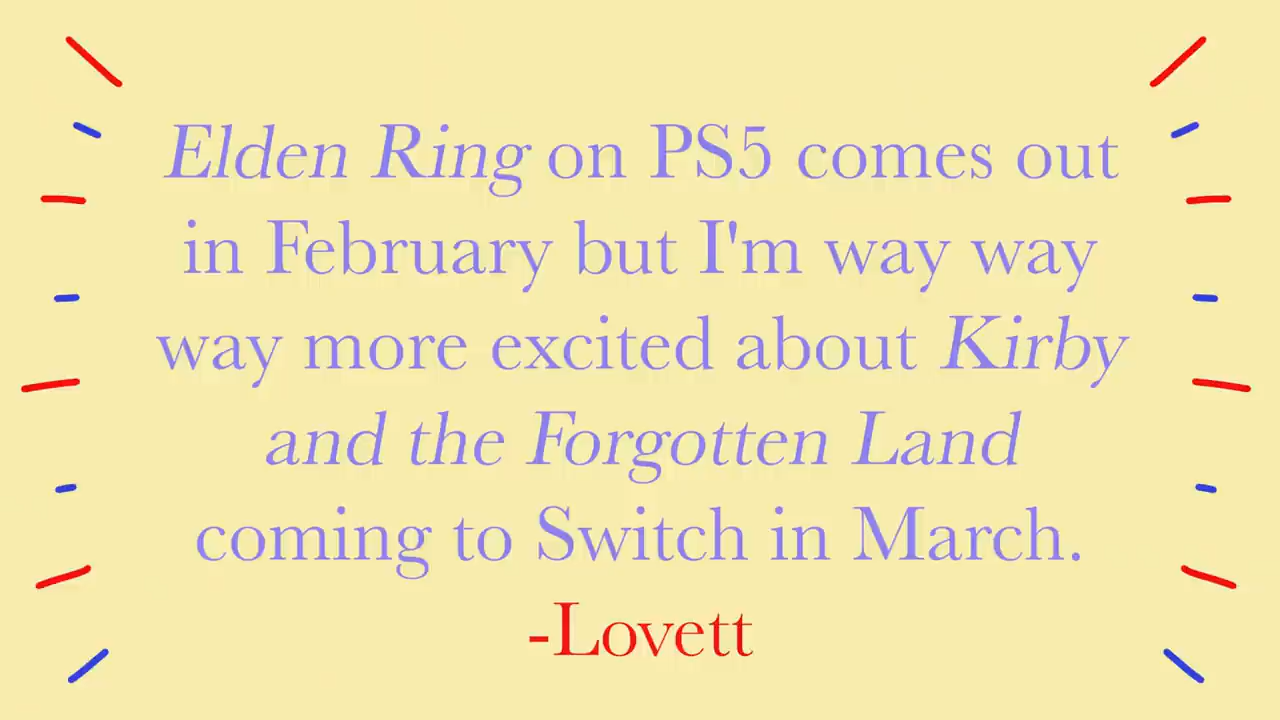 Elden Ring on PS5 comes out
in February but I'm way way
way more excited about Kirby
and the Forgotten Land
coming to Switch in March.
-Lovett